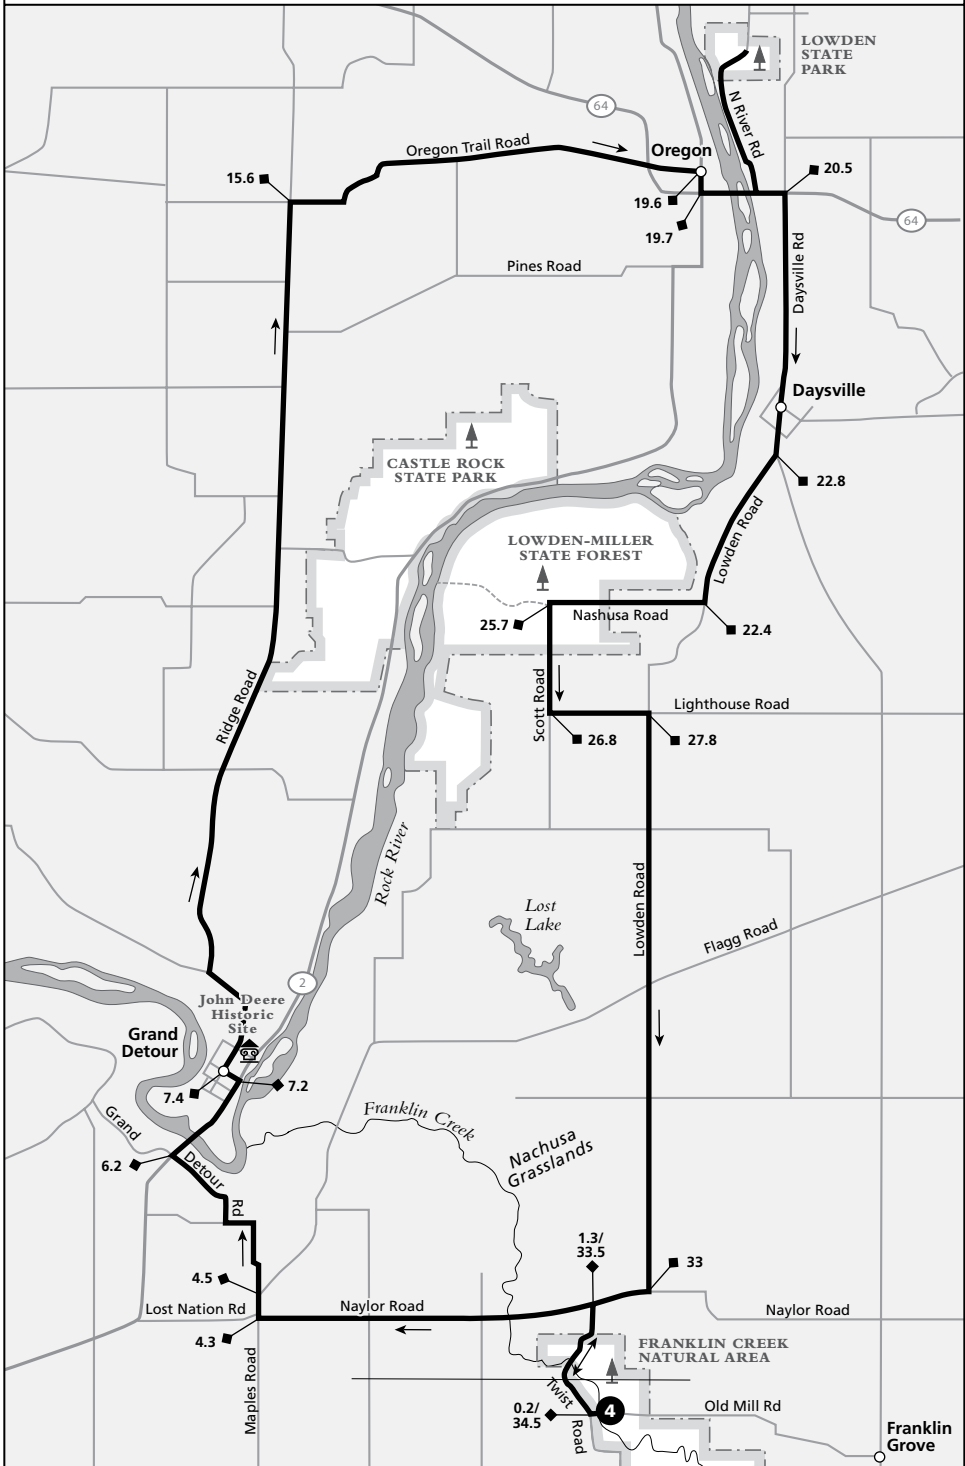 LOWDEN
STATE
PARK
64
N River Rd
Oregon Trail Road
Oregon
15.6
20.5
19.6
64
19.7
Daysville Rd
Pines Road
Daysville
CASTLE ROCK
STATE PARK
22.8
Lowden Road
LOWDEN-MILLER
STATE FOREST
Nashusa Road
25.7
22.4
Ridge Road
Scott Road
Lighthouse Road
26.8
27.8
Rock River
Lowden Road
Lost
Lake
Flagg Road
2
John Deere
Historic
Site
Grand
Detour
7.4
7.2
Grand
Detour
Rd
Franklin Creek
Nachusa
Grasslands
6.2
1.3/
33.5
33
4.5
Lost Nation Rd
Naylor Road
Naylor Road
4.3
FRANKLIN CREEK
NATURAL AREA
Maples Road
Twist
Road
0.2/
34.5
4
Old Mill Rd
Franklin
Grove